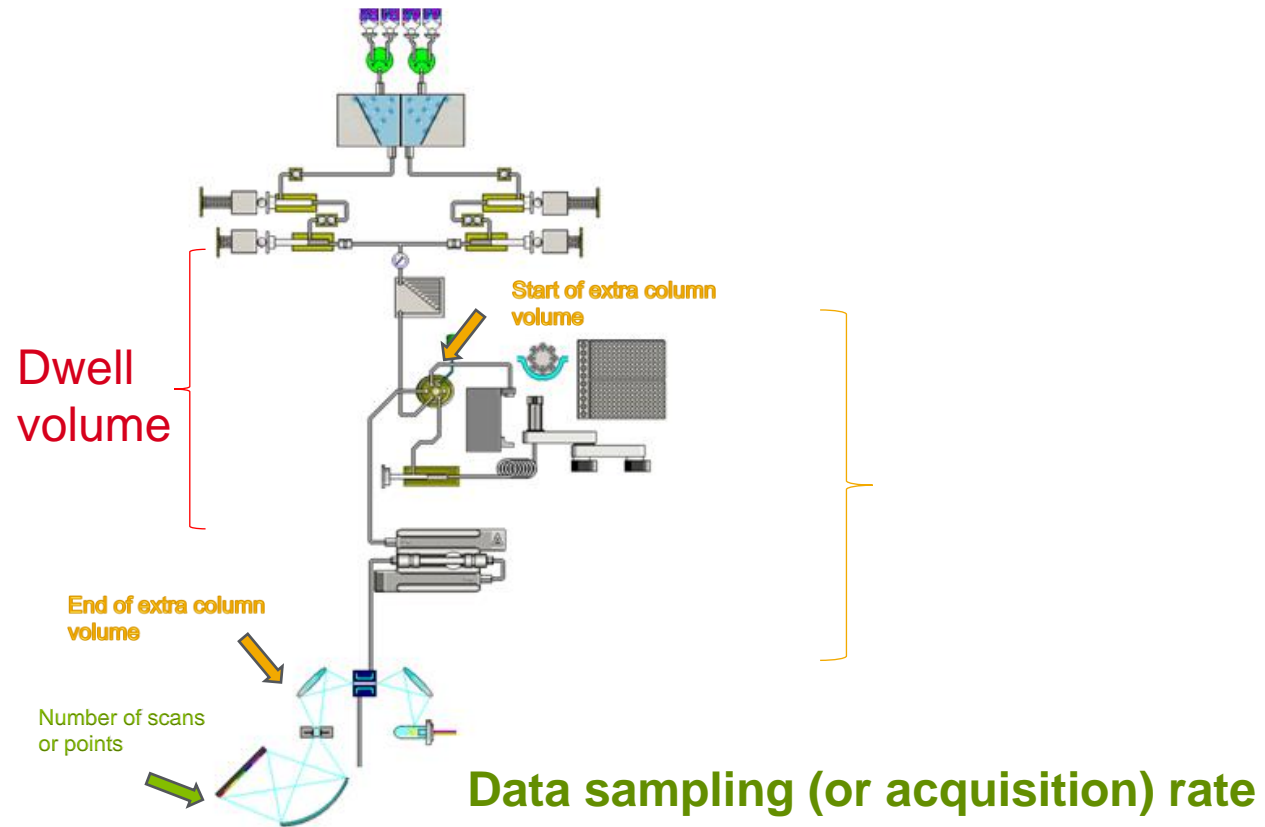 Start of extra column
volume
Dwell
volume
End of extra column
volume
Number of scans
or points
Data sampling (or acquisition) rate